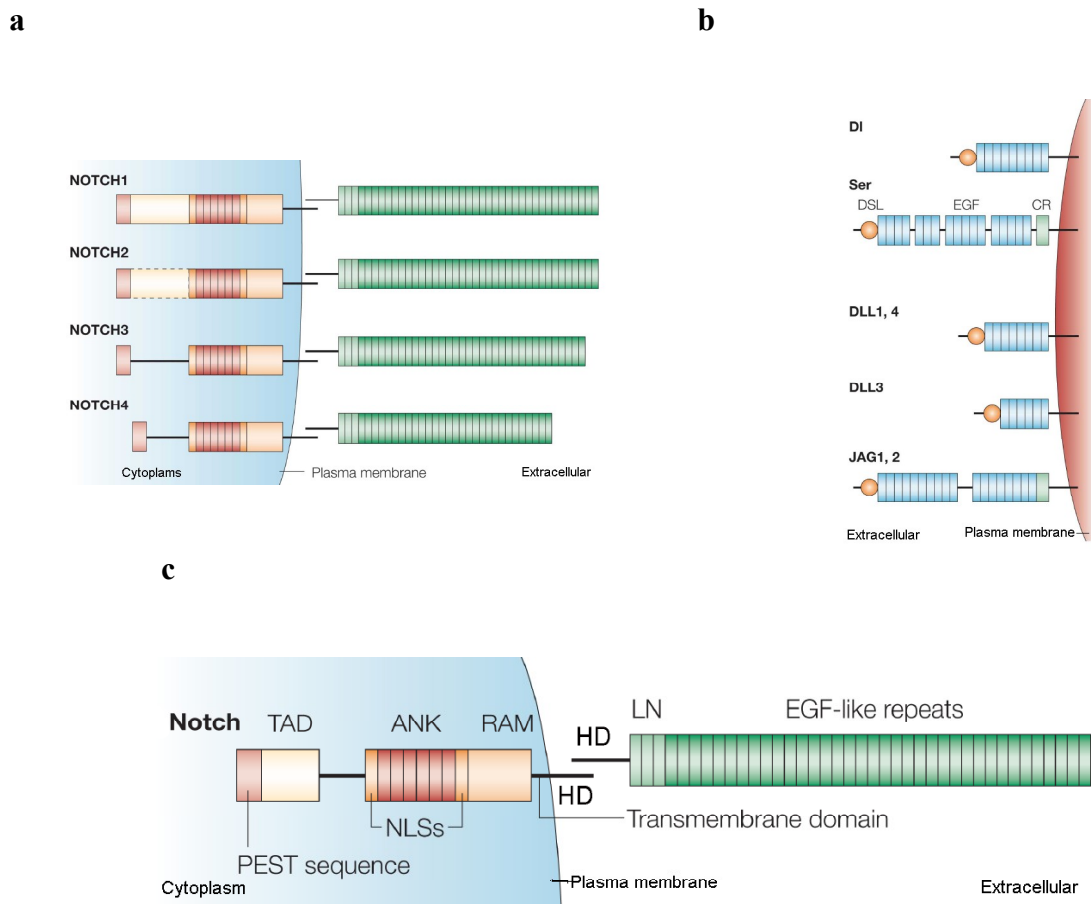 a
NOTCH1
NOTCH2
NOTCH3
NOTCH4
Cytoplams
Plasma membrane
Extracellular
b
Dl
Ser
DSL EGF CR
DLL1, 4
DLL3
JAG1, 2
Extracellular Plasma membrane
c
Notch TAD ANK RAM HD LN EGF-like repeats
HD
NLSs Transmembrane domain
PEST sequence
Cytoplasm Plasma membrane Extracellular